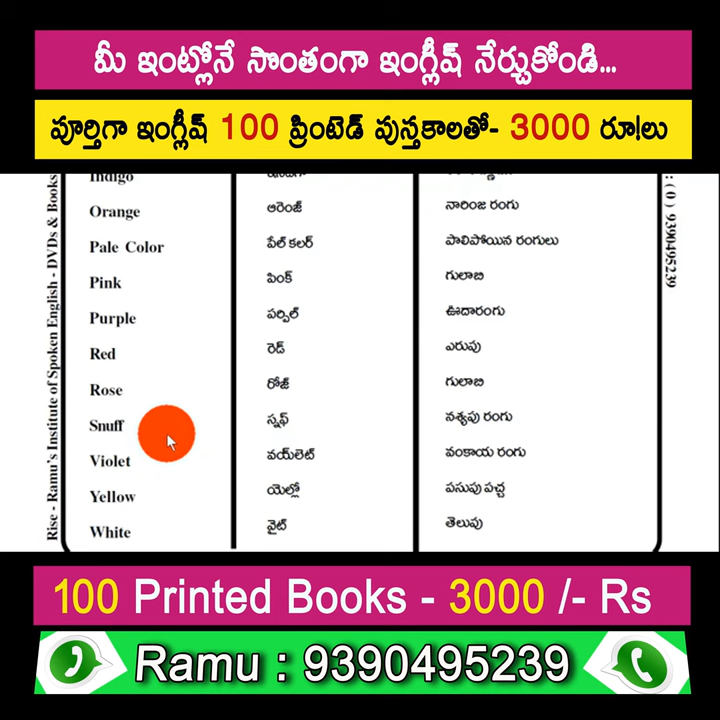 మీ ఇంట్లోనే సొంతంగా ఇంగ్లీష్ నేర్చుకోండి...
పూర్తిగా ఇంగ్లీష్ 100 ప్రింటెడ్ పుస్తకాలతో- 3000 రూ!లు
Indigo
Orange ఆరెంజ్ నారింజ రంగు
Pale Color పేల్ కలర్ పాలిపోయిన రంగులు
Pink పింక్ గులాబి
Purple పర్పిల్ ఊదారంగు
Red రెడ్ ఎరుపు
Rose రోజ్ గులాబి
Snuff స్నఫ్ నశ్యపు రంగు
Violet వయ్‌లెట్ వంకాయ రంగు
Yellow యెల్లో పసుపు పచ్చ
White వైట్ తెలుపు
Rise - Ramu's Institute of Spoken English - DVDs & Books
: ( 0 ) 9390495239
100 Printed Books - 3000 /- Rs
Ramu : 9390495239